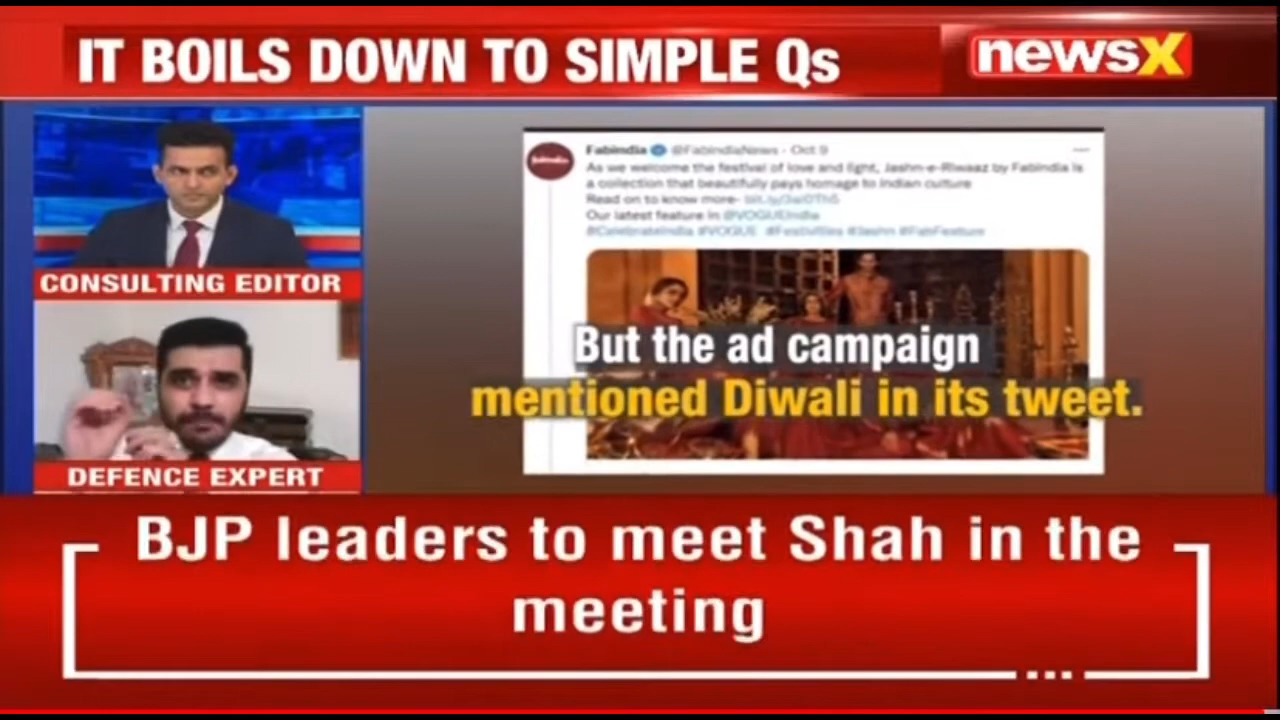 IT BOILS DOWN TO SIMPLE Qs
newsX
CONSULTING EDITOR
DEFENCE EXPERT
fabindia
Fabindia @FabindiaNews · Oct 9
As we welcome the festival of love and light, Jashn-e-Riwaaz by Fabindia is
a collection that beautifully pays homage to Indian culture
Read on to know more-
Our latest feature in @VOGUEIndia
#CelebrateIndia #VOGUE #Festivities #Jashn #FabFeature
But the ad campaign
mentioned Diwali in its tweet.
BJP leaders to meet Shah in the
meeting